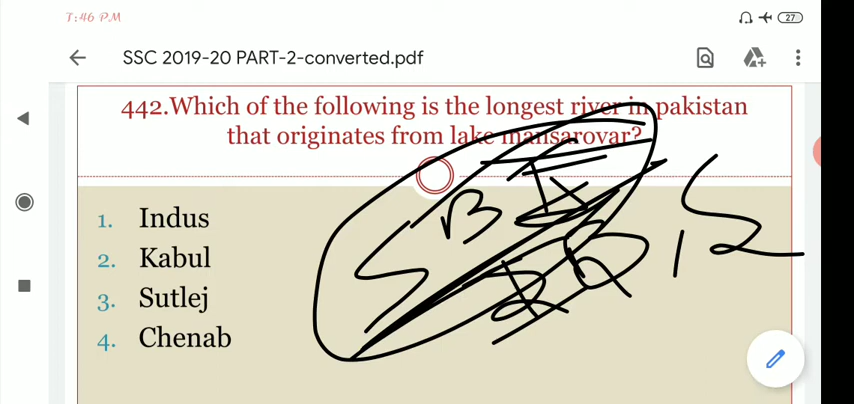 7:46 PM
27
SSC 2019-20 PART-2-converted.pdf
442.Which of the following is the longest river in pakistan
that originates from lake mansarovar?
1. Indus
2. Kabul
3. Sutlej
4. Chenab